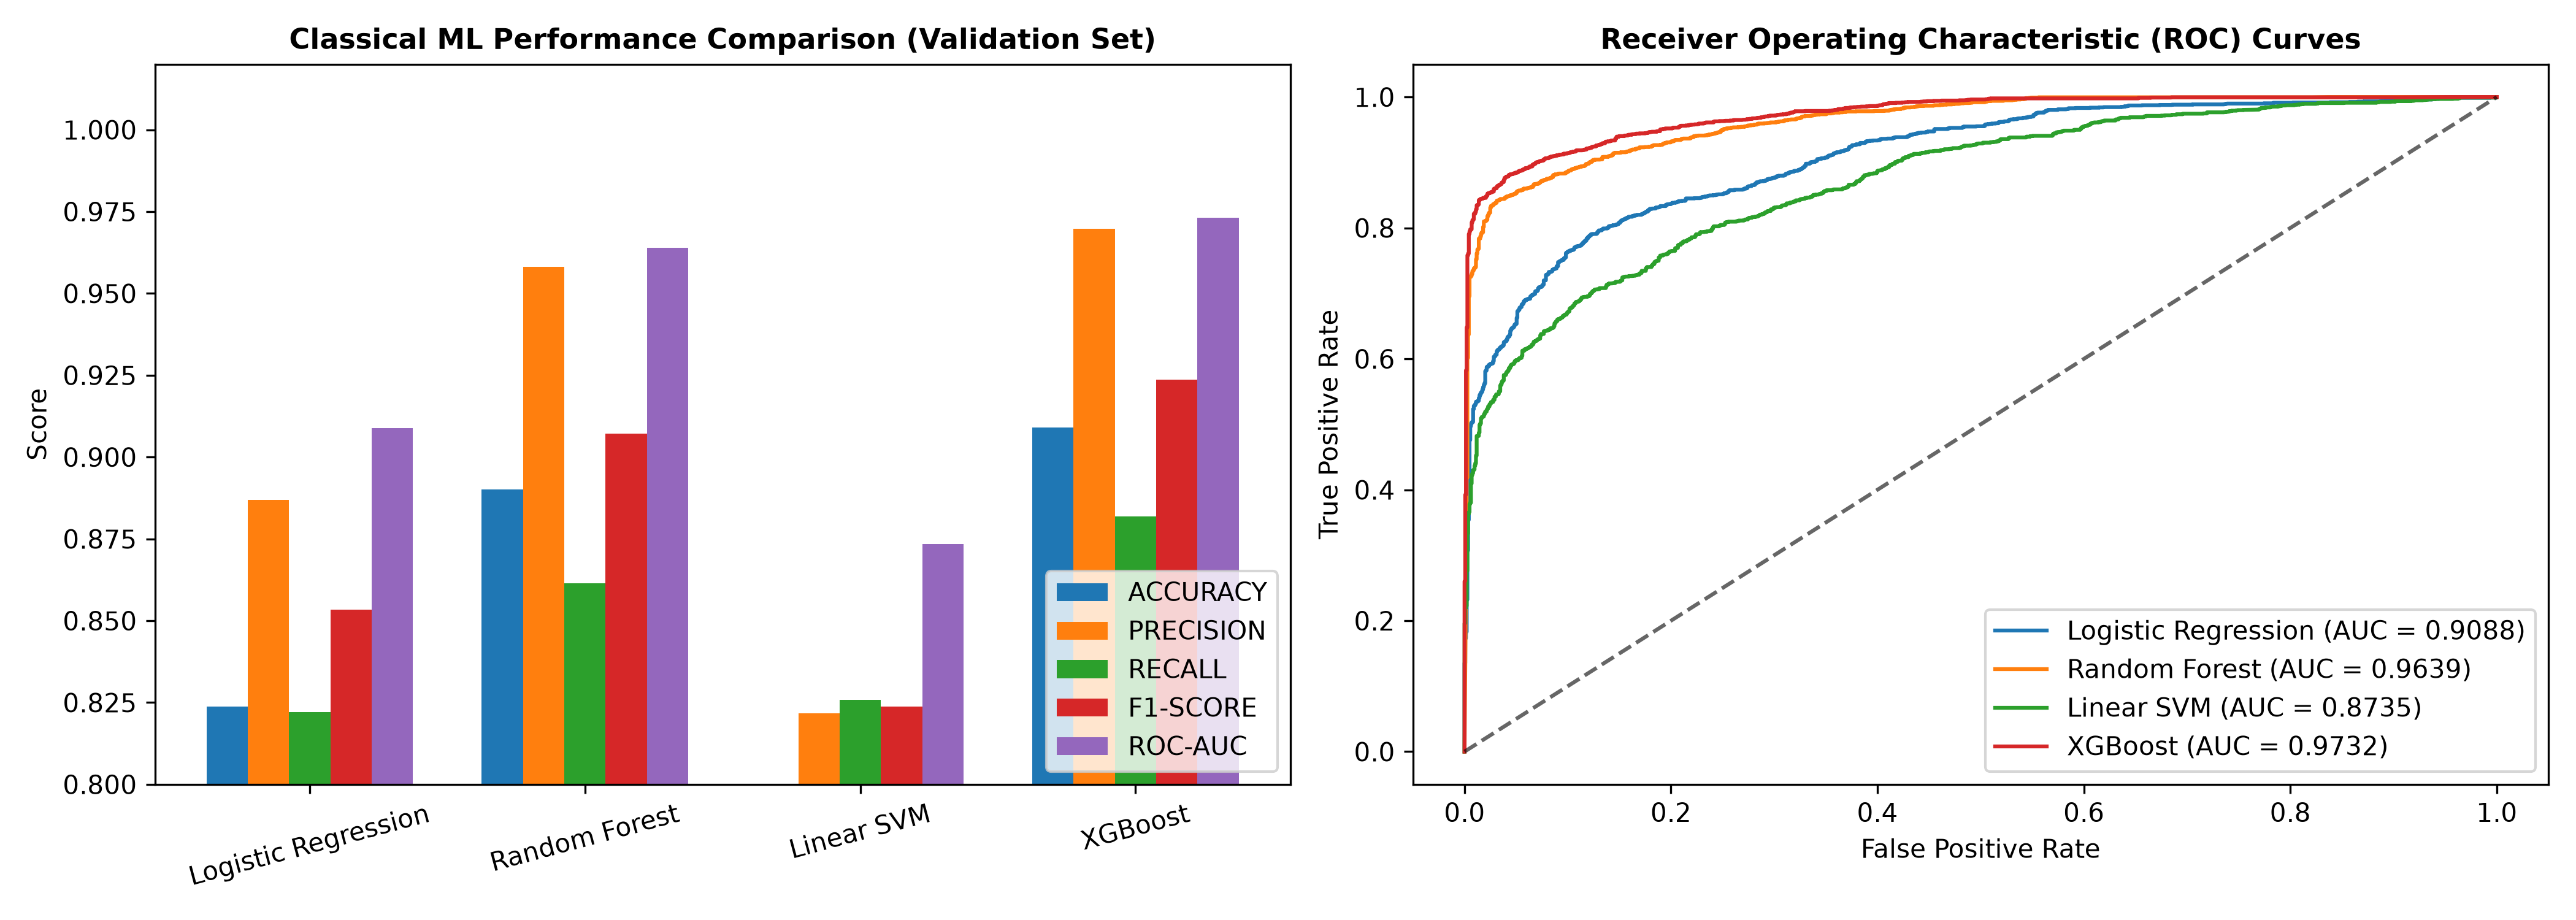 Classical ML Performance Comparison (Validation Set)
Score
1.000
0.975
0.950
0.925
0.900
0.875
0.850
0.825
0.800
Logistic Regression
Random Forest
Linear SVM
XGBoost
ACCURACY
PRECISION
RECALL
F1-SCORE
ROC-AUC
Receiver Operating Characteristic (ROC) Curves
True Positive Rate
1.0
0.8
0.6
0.4
0.2
0.0
0.0
0.2
0.4
0.6
0.8
1.0
False Positive Rate
Logistic Regression (AUC = 0.9088)
Random Forest (AUC = 0.9639)
Linear SVM (AUC = 0.8735)
XGBoost (AUC = 0.9732)